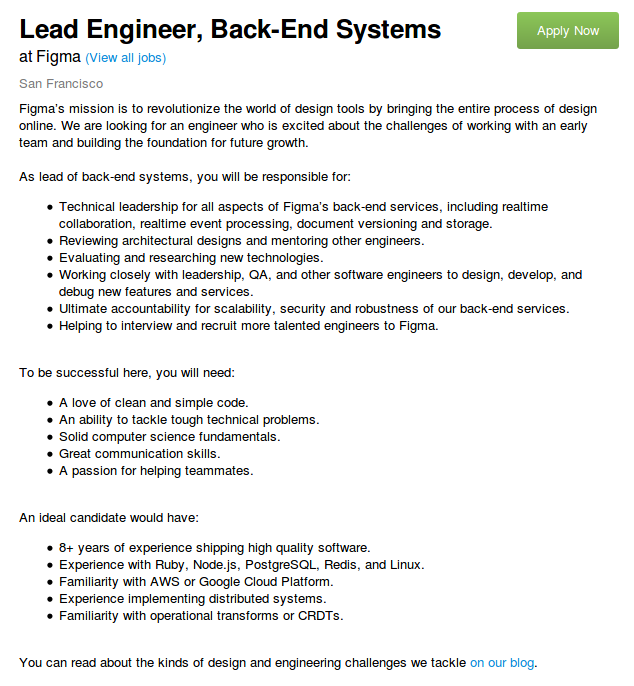 Lead Engineer, Back-End Systems
Apply Now
at Figma (View all jobs)
San Francisco
Figma's mission is to revolutionize the world of design tools by bringing the entire process of design
online. We are looking for an engineer who is excited about the challenges of working with an early
team and building the foundation for future growth.
As lead of back-end systems, you will be responsible for:
• Technical leadership for all aspects of Figma's back-end services, including realtime
collaboration, realtime event processing, document versioning and storage.
• Reviewing architectural designs and mentoring other engineers.
• Evaluating and researching new technologies.
• Working closely with leadership, QA, and other software engineers to design, develop, and
debug new features and services.
• Ultimate accountability for scalability, security and robustness of our back-end services.
• Helping to interview and recruit more talented engineers to Figma.
To be successful here, you will need:
• A love of clean and simple code.
• An ability to tackle tough technical problems.
• Solid computer science fundamentals.
• Great communication skills.
• A passion for helping teammates.
An ideal candidate would have:
• 8+ years of experience shipping high quality software.
• Experience with Ruby, Node.js, PostgreSQL, Redis, and Linux.
• Familiarity with AWS or Google Cloud Platform.
• Experience implementing distributed systems.
• Familiarity with operational transforms or CRDTs.
You can read about the kinds of design and engineering challenges we tackle on our blog.